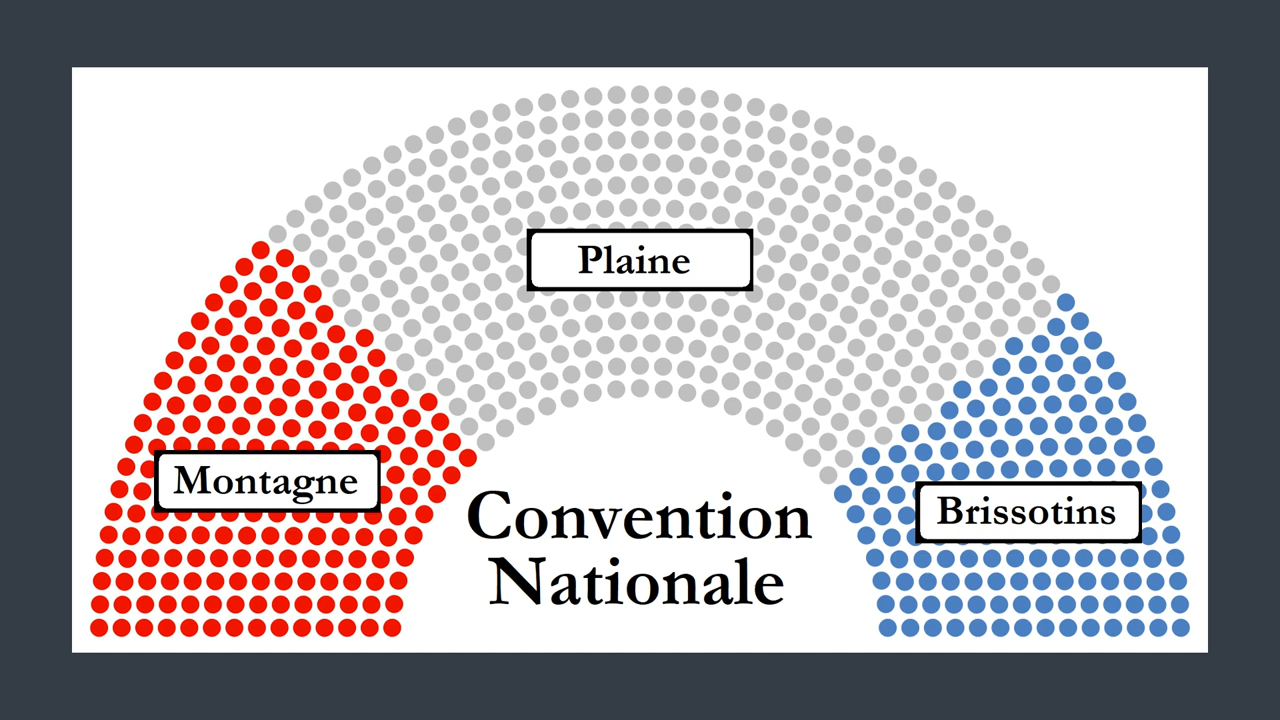 Plaine
Montagne
Brissotins
Convention
Nationale